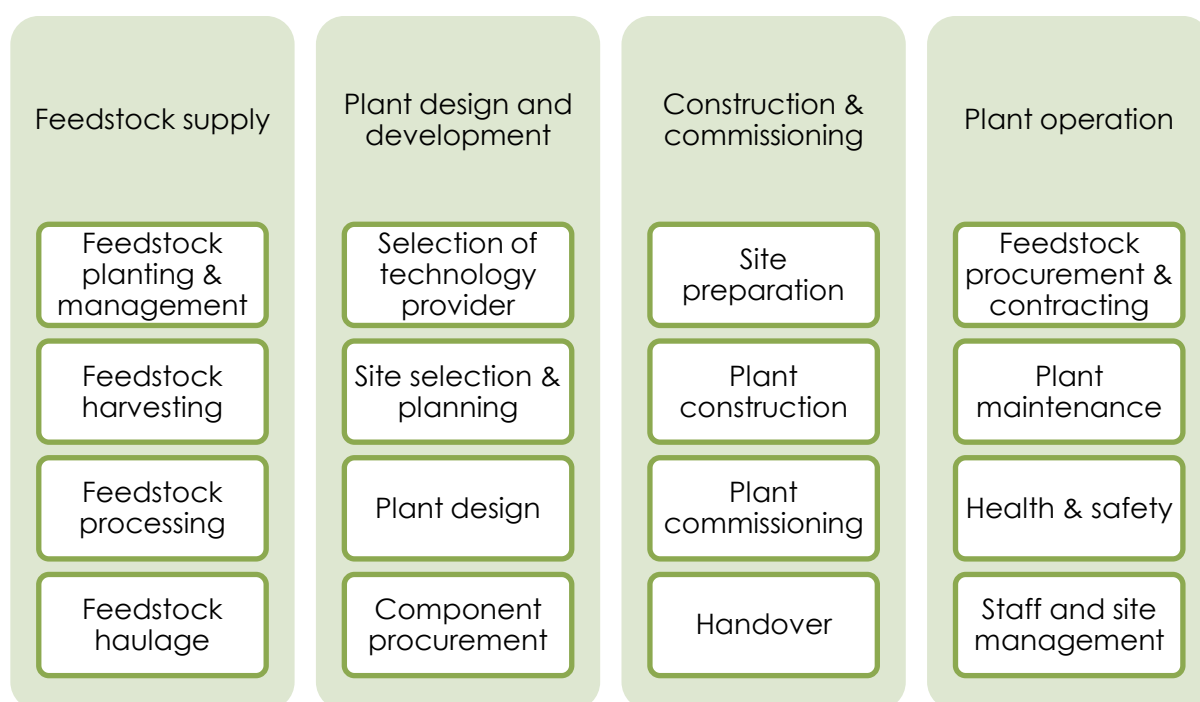 Feedstock supply
Feedstock
planting &
management
Feedstock
harvesting
Feedstock
processing
Feedstock
haulage
Plant design and
development
Selection of
technology
provider
Site selection &
planning
Plant design
Component
procurement
Construction &
commissioning
Site
preparation
Plant
construction
Plant
commissioning
Handover
Plant operation
Feedstock
procurement &
contracting
Plant
maintenance
Health & safety
Staff and site
management